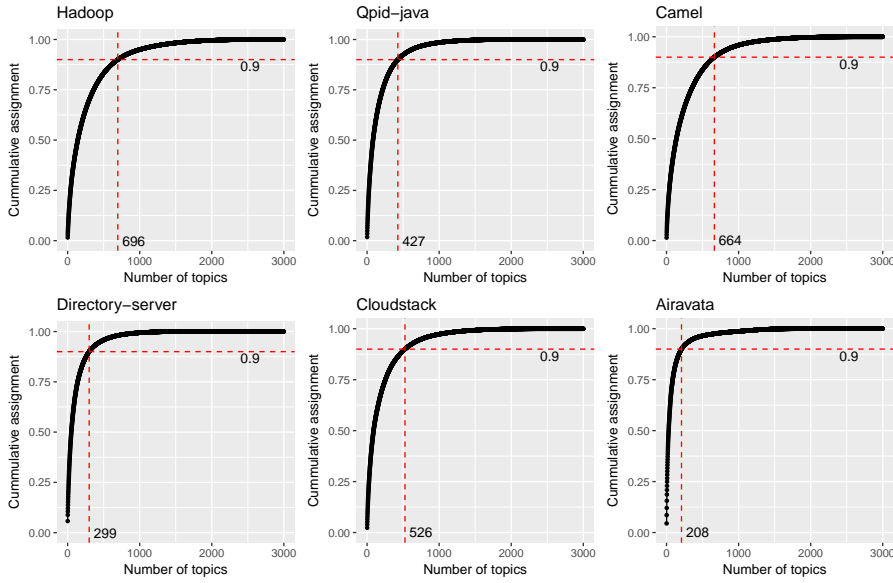 Hadoop
Cummulative assignment
1.00
0.75
0.50
0.25
0.00
0.9
696
0 1000 2000 3000
Number of topics
Qpid-java
Cummulative assignment
1.00
0.75
0.50
0.25
0.00
0.9
427
0 1000 2000 3000
Number of topics
Camel
Cummulative assignment
1.00
0.75
0.50
0.25
0.00
0.9
664
0 1000 2000 3000
Number of topics
Directory-server
Cummulative assignment
1.00
0.75
0.50
0.25
0.00
0.9
299
0 1000 2000 3000
Number of topics
Cloudstack
Cummulative assignment
1.00
0.75
0.50
0.25
0.00
0.9
526
0 1000 2000 3000
Number of topics
Airavata
Cummulative assignment
1.00
0.75
0.50
0.25
0.00
0.9
208
0 1000 2000 3000
Number of topics